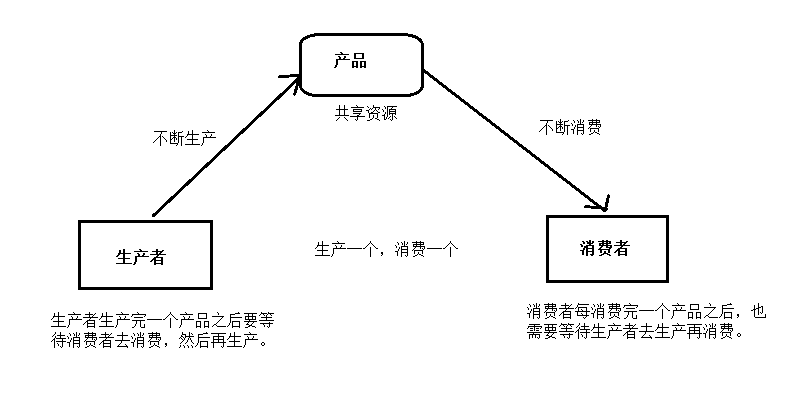 产品
共享资源
不断生产
不断消费
生产者
生产一个，消费一个
消费者
生产者生产完一个产品之后要等
待消费者去消费，然后再生产。
消费者每消费完一个产品之后，也
需要等待生产者去生产再消费。